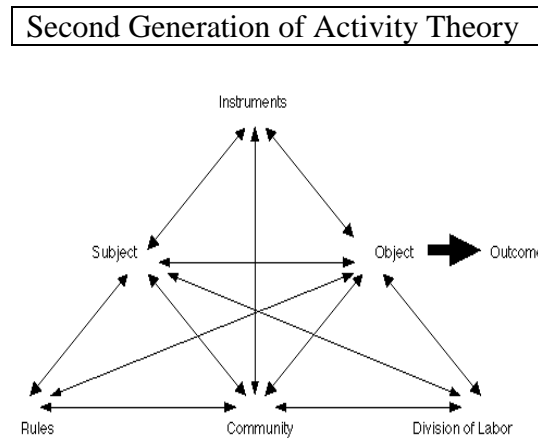 Second Generation of Activity Theory
Instruments
Subject
Object
Outcome
Rules
Community
Division of Labor